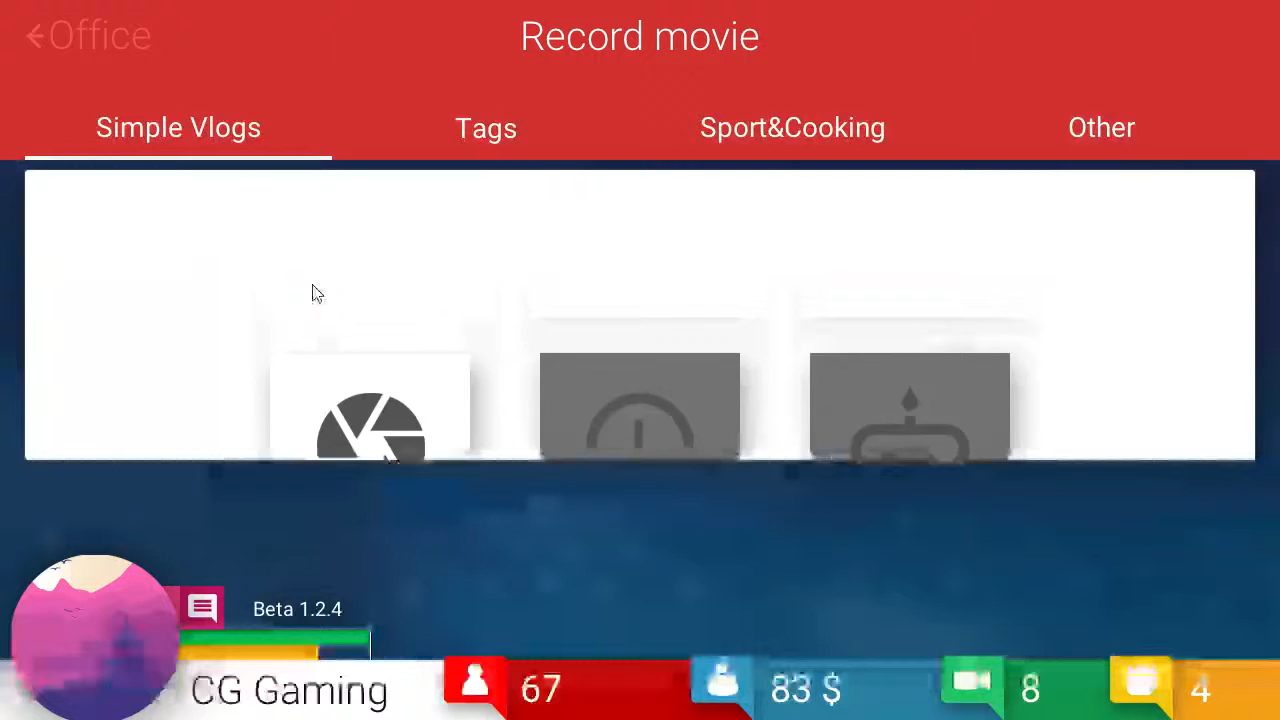 Office
Record movie
Simple Vlogs
Tags
Sport&Cooking
Other
Beta 1.2.4
CG Gaming
67
83 $
8
4